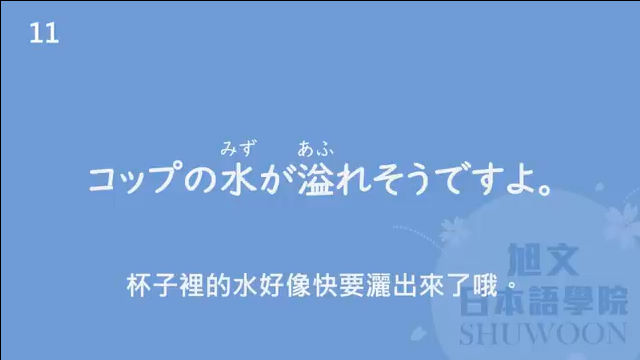 11
みず あふ
コップの水が溢れそうですよ。
杯子裡的水好像快要灑出來了哦。
旭文
日本語學院
SHUWOON